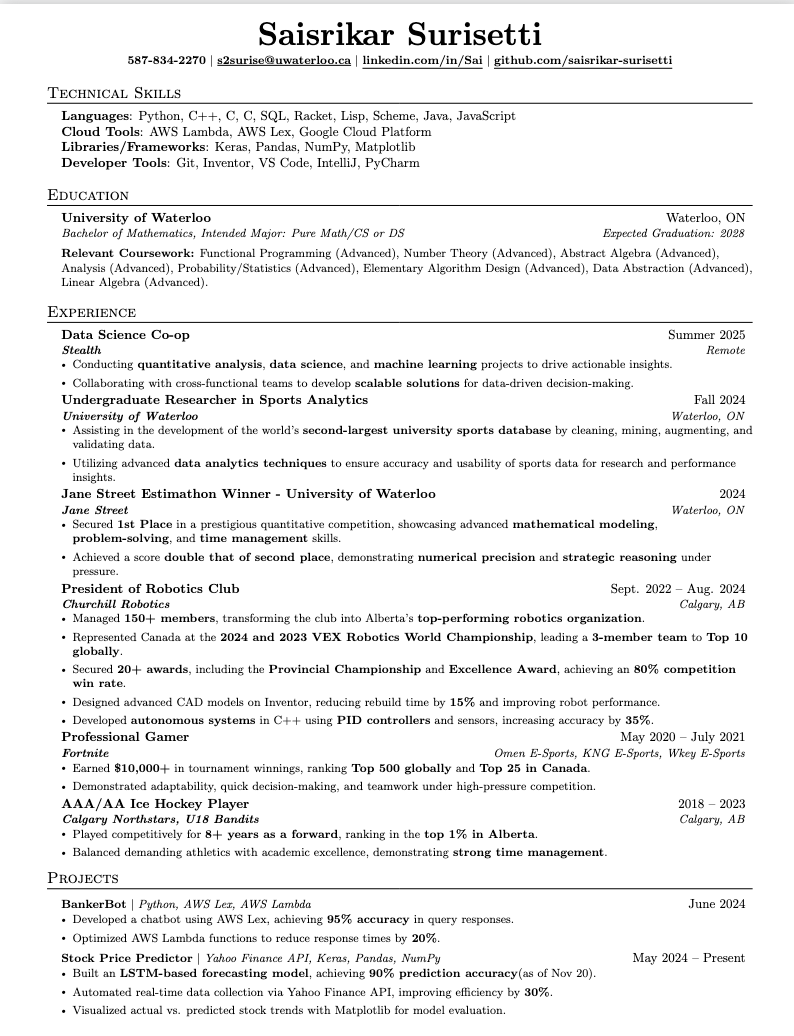 Saisrikar Surisetti
587-834-2270 | s2surise@uwaterloo.ca | linkedin.com/in/Sai | github.com/saisrikar-surisetti
Technical Skills
Languages: Python, C++, C, C, SQL, Racket, Lisp, Scheme, Java, JavaScript
Cloud Tools: AWS Lambda, AWS Lex, Google Cloud Platform
Libraries/Frameworks: Keras, Pandas, NumPy, Matplotlib
Developer Tools: Git, Inventor, VS Code, IntelliJ, PyCharm
Education
University of Waterloo Waterloo, ON
Bachelor of Mathematics, Intended Major: Pure Math/CS or DS Expected Graduation: 2028
Relevant Coursework: Functional Programming (Advanced), Number Theory (Advanced), Abstract Algebra (Advanced),
Analysis (Advanced), Probability/Statistics (Advanced), Elementary Algorithm Design (Advanced), Data Abstraction (Advanced),
Linear Algebra (Advanced).
Experience
Data Science Co-op Summer 2025
Stealth Remote
• Conducting quantitative analysis, data science, and machine learning projects to drive actionable insights.
• Collaborating with cross-functional teams to develop scalable solutions for data-driven decision-making.
Undergraduate Researcher in Sports Analytics Fall 2024
University of Waterloo Waterloo, ON
• Assisting in the development of the world's second-largest university sports database by cleaning, mining, augmenting, and
validating data.
• Utilizing advanced data analytics techniques to ensure accuracy and usability of sports data for research and performance
insights.
Jane Street Estimathon Winner - University of Waterloo 2024
Jane Street Waterloo, ON
• Secured 1st Place in a prestigious quantitative competition, showcasing advanced mathematical modeling,
problem-solving, and time management skills.
• Achieved a score double that of second place, demonstrating numerical precision and strategic reasoning under
pressure.
President of Robotics Club Sept. 2022 – Aug. 2024
Churchill Robotics Calgary, AB
• Managed 150+ members, transforming the club into Alberta's top-performing robotics organization.
• Represented Canada at the 2024 and 2023 VEX Robotics World Championship, leading a 3-member team to Top 10
globally.
• Secured 20+ awards, including the Provincial Championship and Excellence Award, achieving an 80% competition
win rate.
• Designed advanced CAD models on Inventor, reducing rebuild time by 15% and improving robot performance.
• Developed autonomous systems in C++ using PID controllers and sensors, increasing accuracy by 35%.
Professional Gamer May 2020 – July 2021
Fortnite Omen E-Sports, KNG E-Sports, Wkey E-Sports
• Earned $10,000+ in tournament winnings, ranking Top 500 globally and Top 25 in Canada.
• Demonstrated adaptability, quick decision-making, and teamwork under high-pressure competition.
AAA/AA Ice Hockey Player 2018 – 2023
Calgary Northstars, U18 Bandits Calgary, AB
• Played competitively for 8+ years as a forward, ranking in the top 1% in Alberta.
• Balanced demanding athletics with academic excellence, demonstrating strong time management.
Projects
BankerBot | Python, AWS Lex, AWS Lambda June 2024
• Developed a chatbot using AWS Lex, achieving 95% accuracy in query responses.
• Optimized AWS Lambda functions to reduce response times by 20%.
Stock Price Predictor | Yahoo Finance API, Keras, Pandas, NumPy May 2024 – Present
• Built an LSTM-based forecasting model, achieving 90% prediction accuracy(as of Nov 20).
• Automated real-time data collection via Yahoo Finance API, improving efficiency by 30%.
• Visualized actual vs. predicted stock trends with Matplotlib for model evaluation.